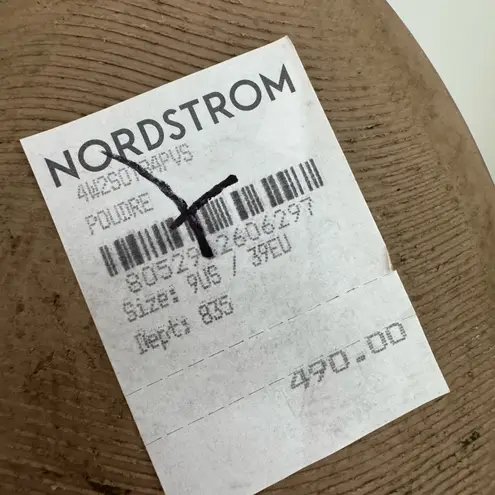 NORDSTROM
POUDRE
Size: 9US / 39EU
Dept: 835
490.00